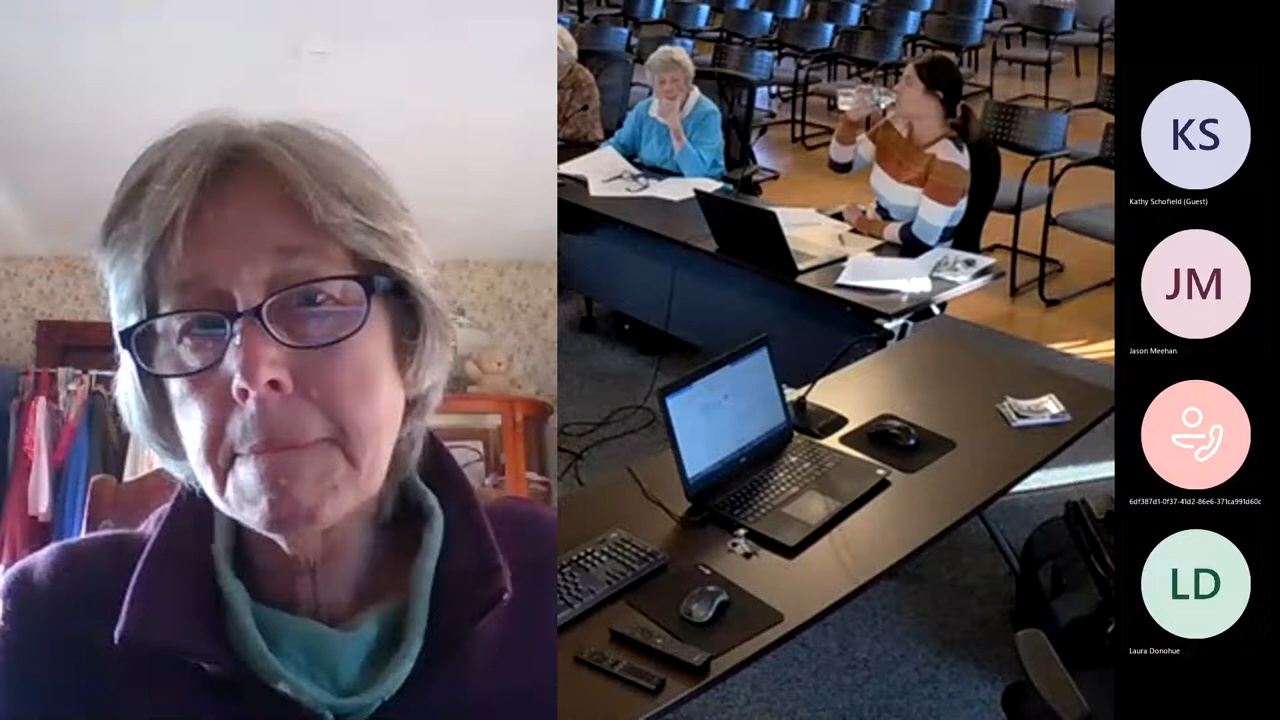 KS
Kathy Schofield (Guest)
JM
Jason Meehan
6df387d1-0f37-41d2-86e6-371ca991d60c
LD
Laura Donohue